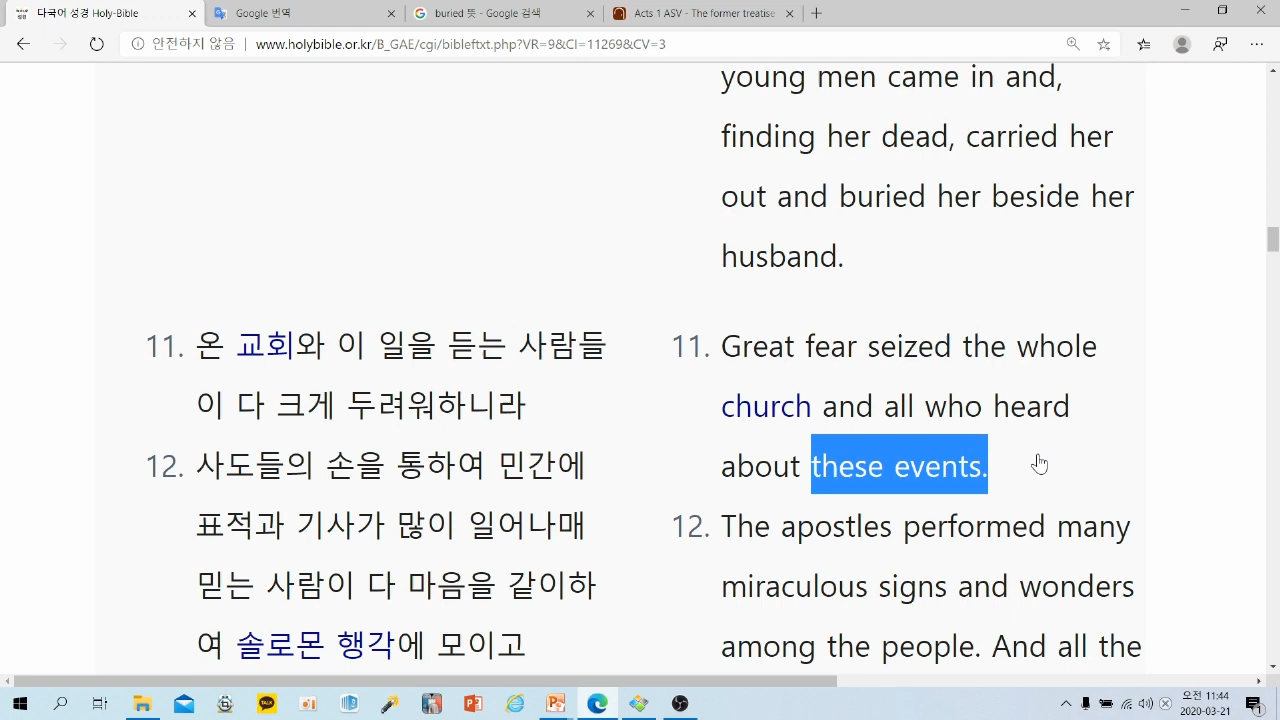 다국어 성경 Holy-Bible
Google 번역
buried 뜻 - Google 검색
Acts 1 ASV - The former treatise
안전하지 않음
www.holybible.or.kr/B_GAE/cgi/bibleftxt.php?VR=9&CI=11269&CV=3
young men came in and,
finding her dead, carried her
out and buried her beside her
husband.
11. 온 교회와 이 일을 듣는 사람들
이 다 크게 두려워하니라
12. 사도들의 손을 통하여 민간에
표적과 기사가 많이 일어나매
믿는 사람이 다 마음을 같이하
여 솔로몬 행각에 모이고
11. Great fear seized the whole
church and all who heard
about these events.
12. The apostles performed many
miraculous signs and wonders
among the people. And all the
TALK
오전 11:44
2020-03-21
1